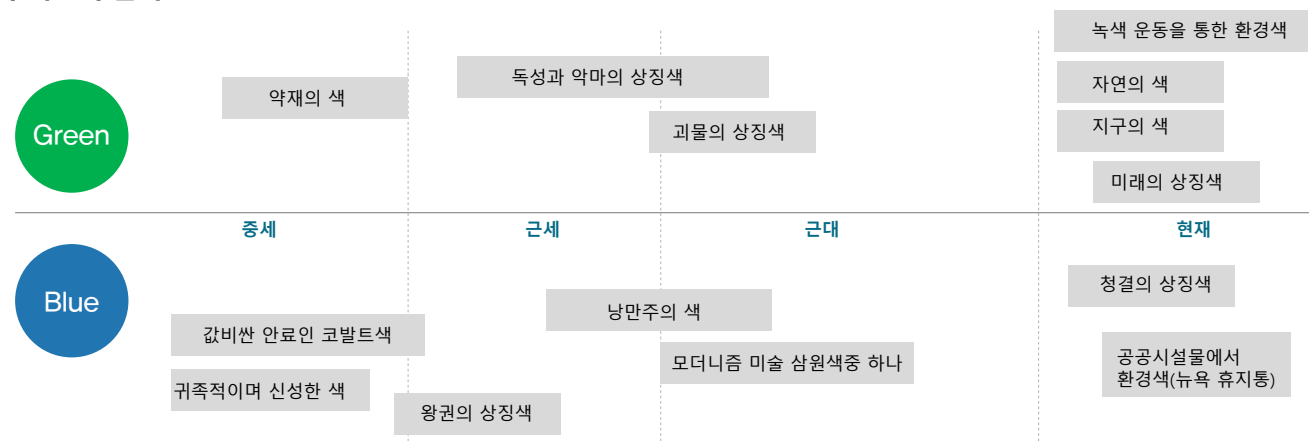 녹색 운동을 통한 환경색
독성과 악마의 상징색
약재의 색
자연의 색
Green
괴물의 상징색
지구의 색
미래의 상징색
중세
근세
근대
현재
Blue
청결의 상징색
낭만주의 색
값비싼 안료인 코발트색
모더니즘 미술 삼원색중 하나
공공시설물에서
환경색(뉴욕 휴지통)
귀족적이며 신성한 색
왕권의 상징색